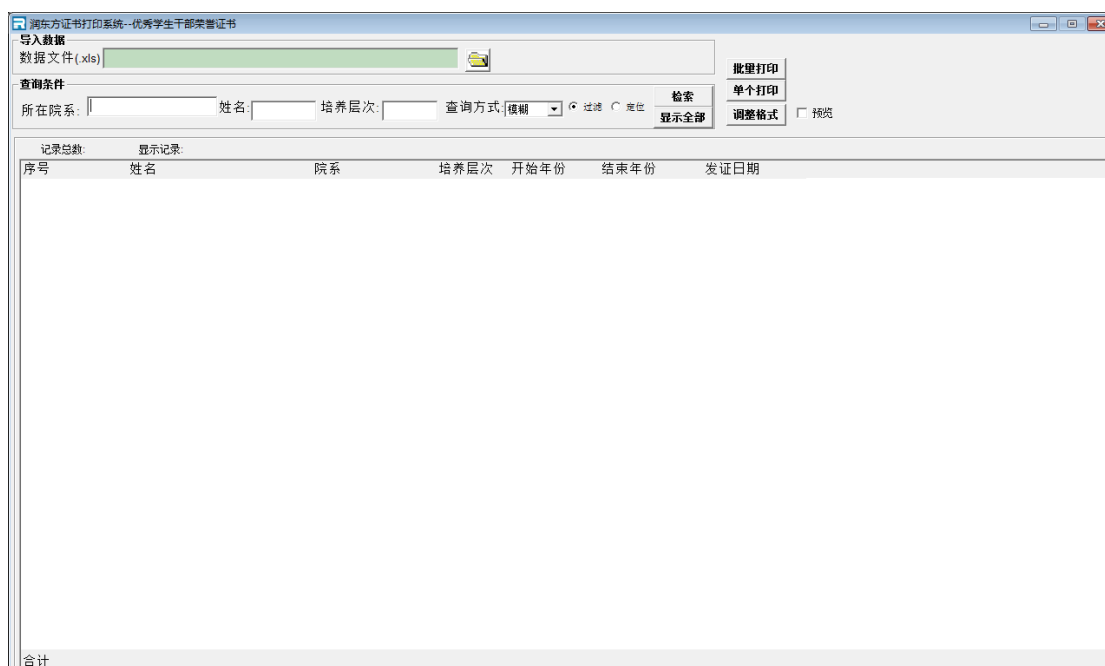 润东方证书打印系统--优秀学生干部荣誉证书
导入数据
数据文件(.xls)
批量打印
查询条件
单个打印
所在院系: 姓名: 培养层次: 查询方式: 模糊 过滤 定位 检索
显示全部
调整格式 预览
记录总数: 显示记录:
序号 姓名 院系 培养层次 开始年份 结束年份 发证日期
合计